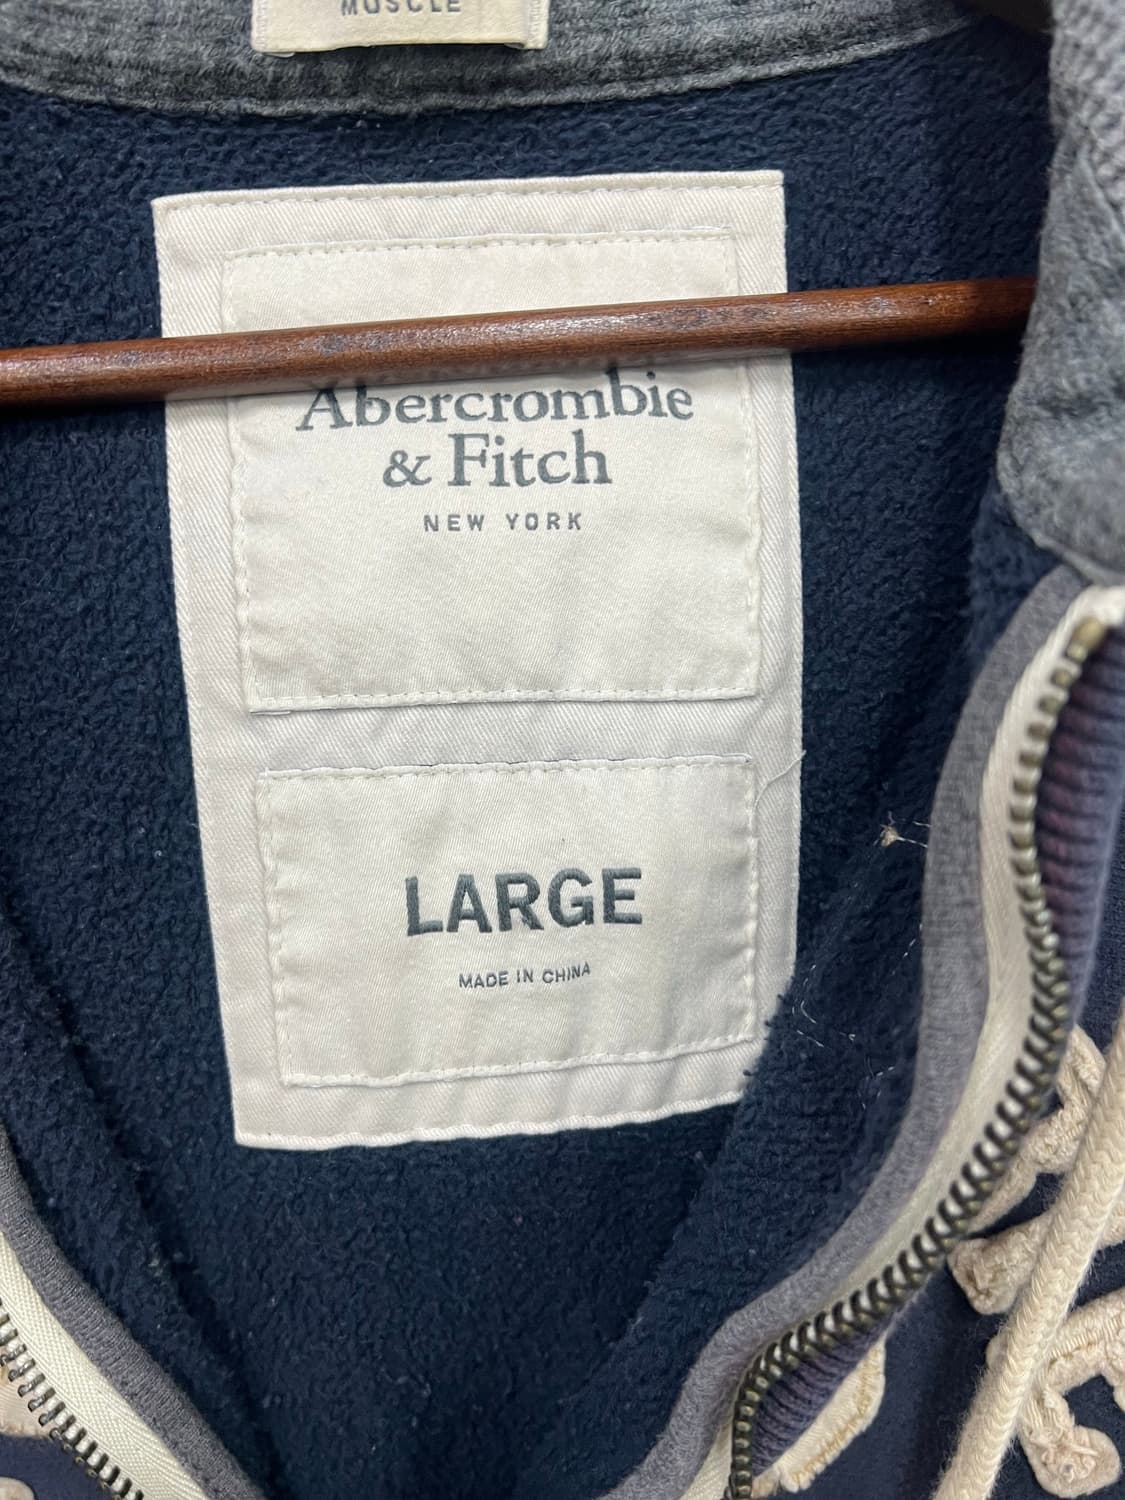 MUSCLE
Abercrombie
& Fitch
NEW YORK
LARGE
MADE IN CHINA